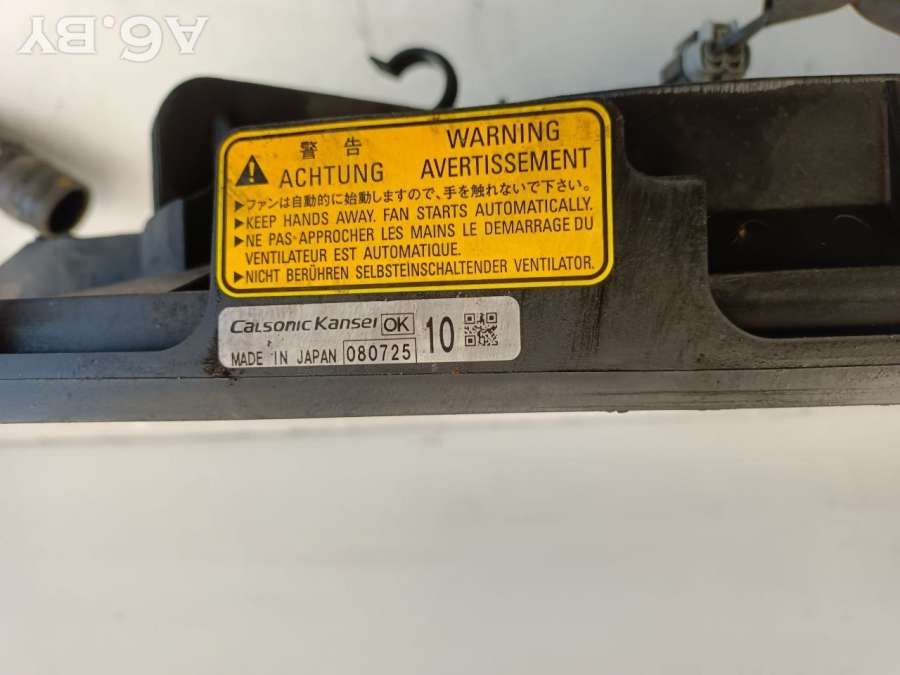 A6.BY
警告 WARNING
ACHTUNG AVERTISSEMENT
▶ファンは自動的に始動しますので、手を触れないで下さい。
▶KEEP HANDS AWAY. FAN STARTS AUTOMATICALLY.
▶NE PAS APPROCHER LES MAINS LE DEMARRAGE DU
VENTILATEUR EST AUTOMATIQUE.
▶NICHT BERÜHREN SELBSTEINSCHALTENDER VENTILATOR.
CALSONIC KANSEI OK 10
MADE IN JAPAN 080725